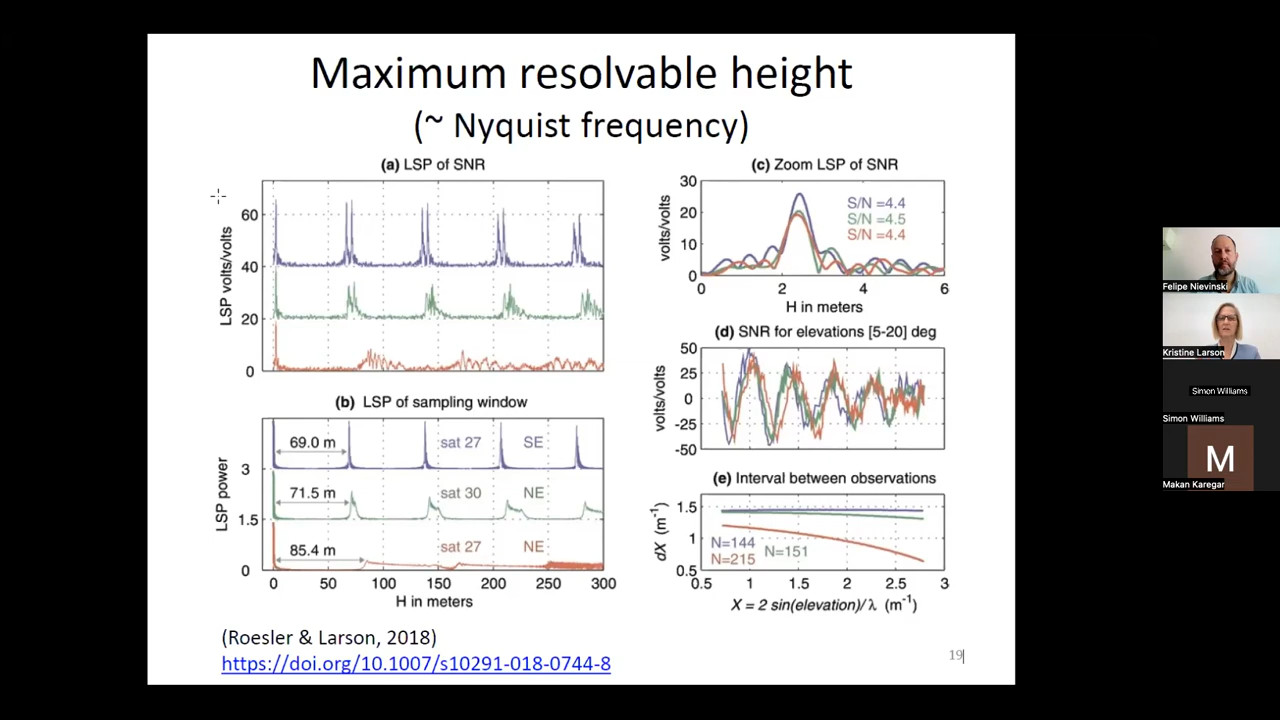 Maximum resolvable height
(~ Nyquist frequency)
(a) LSP of SNR
LSP volts/volts
60
40
20
0
(b) LSP of sampling window
LSP power
3
1.5
0
69.0 m
sat 27
SE
71.5 m
sat 30
NE
85.4 m
sat 27
NE
0 50 100 150 200 250 300
H in meters
(c) Zoom LSP of SNR
volts/volts
30
20
10
0
S/N =4.4
S/N =4.5
S/N =4.4
0 2 4 6
H in meters
(d) SNR for elevations [5-20] deg
volts/volts
50
25
0
-25
-50
(e) Interval between observations
dX (m⁻¹)
1.5
1
0.5
N=144
N=151
N=215
0.5 1 1.5 2 2.5 3
X = 2 sin(elevation)/ λ (m⁻¹)
(Roesler & Larson, 2018)
https://doi.org/10.1007/s10291-018-0744-8
19
Felipe Nievinski
Kristine Larson
Simon Williams
Simon Williams
M
Makan Karegar